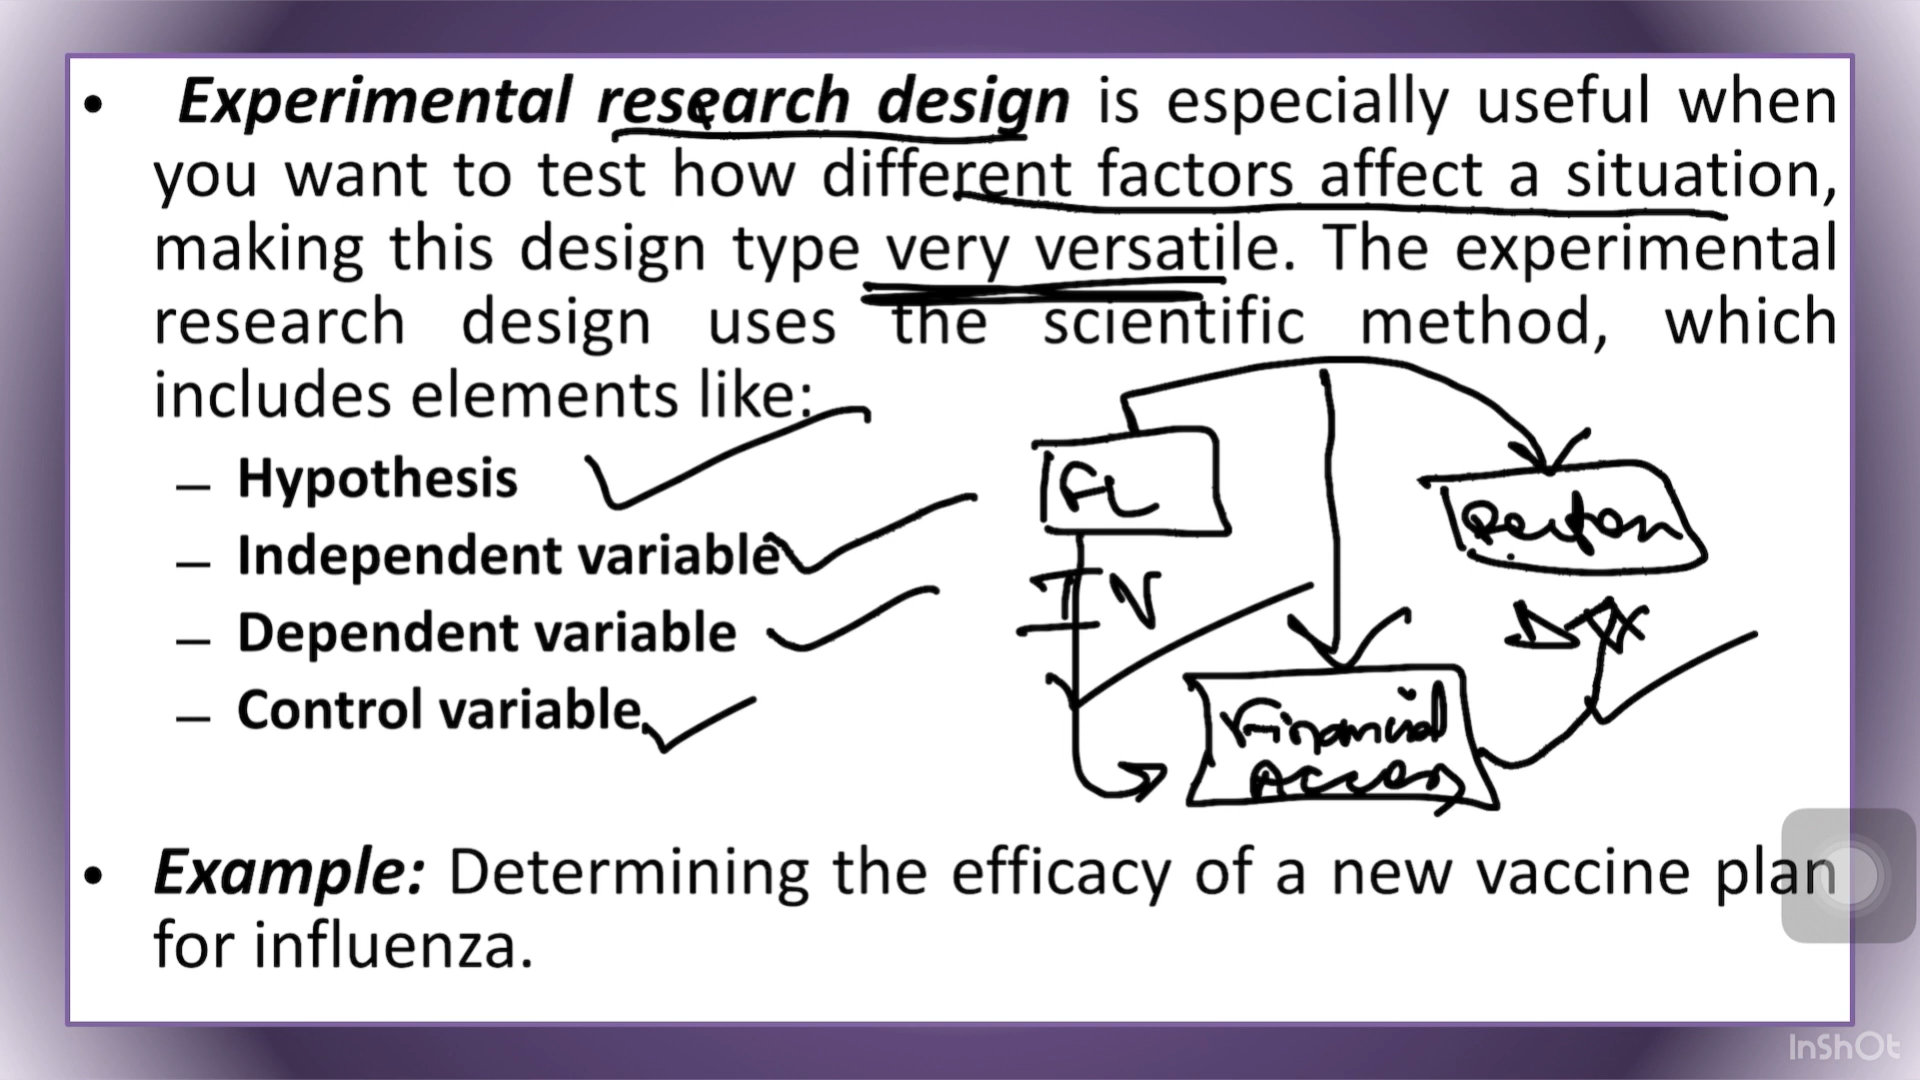 • Experimental research design is especially useful when
you want to test how different factors affect a situation,
making this design type very versatile. The experimental
research design uses the scientific method, which
includes elements like:
– Hypothesis
– Independent variable
– Dependent variable
– Control variable
FL
IV
Financial
Access
• Example: Determining the efficacy of a new vaccine plan
for influenza.
InShOt